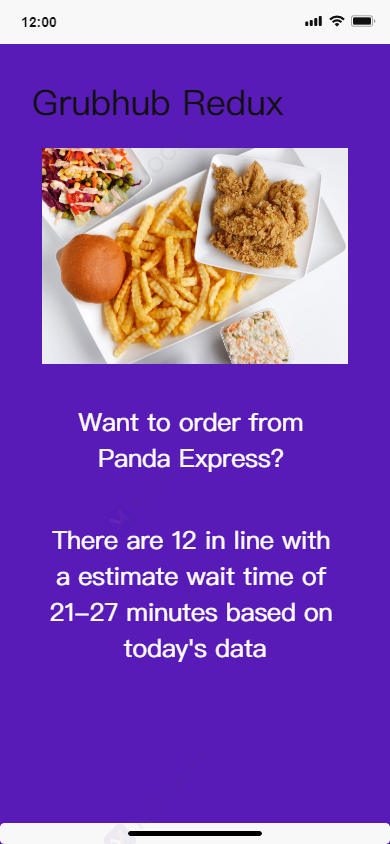 12:00
Grubhub Redux
Want to order from
Panda Express?
There are 12 in line with
a estimate wait time of
21–27 minutes based on
today's data